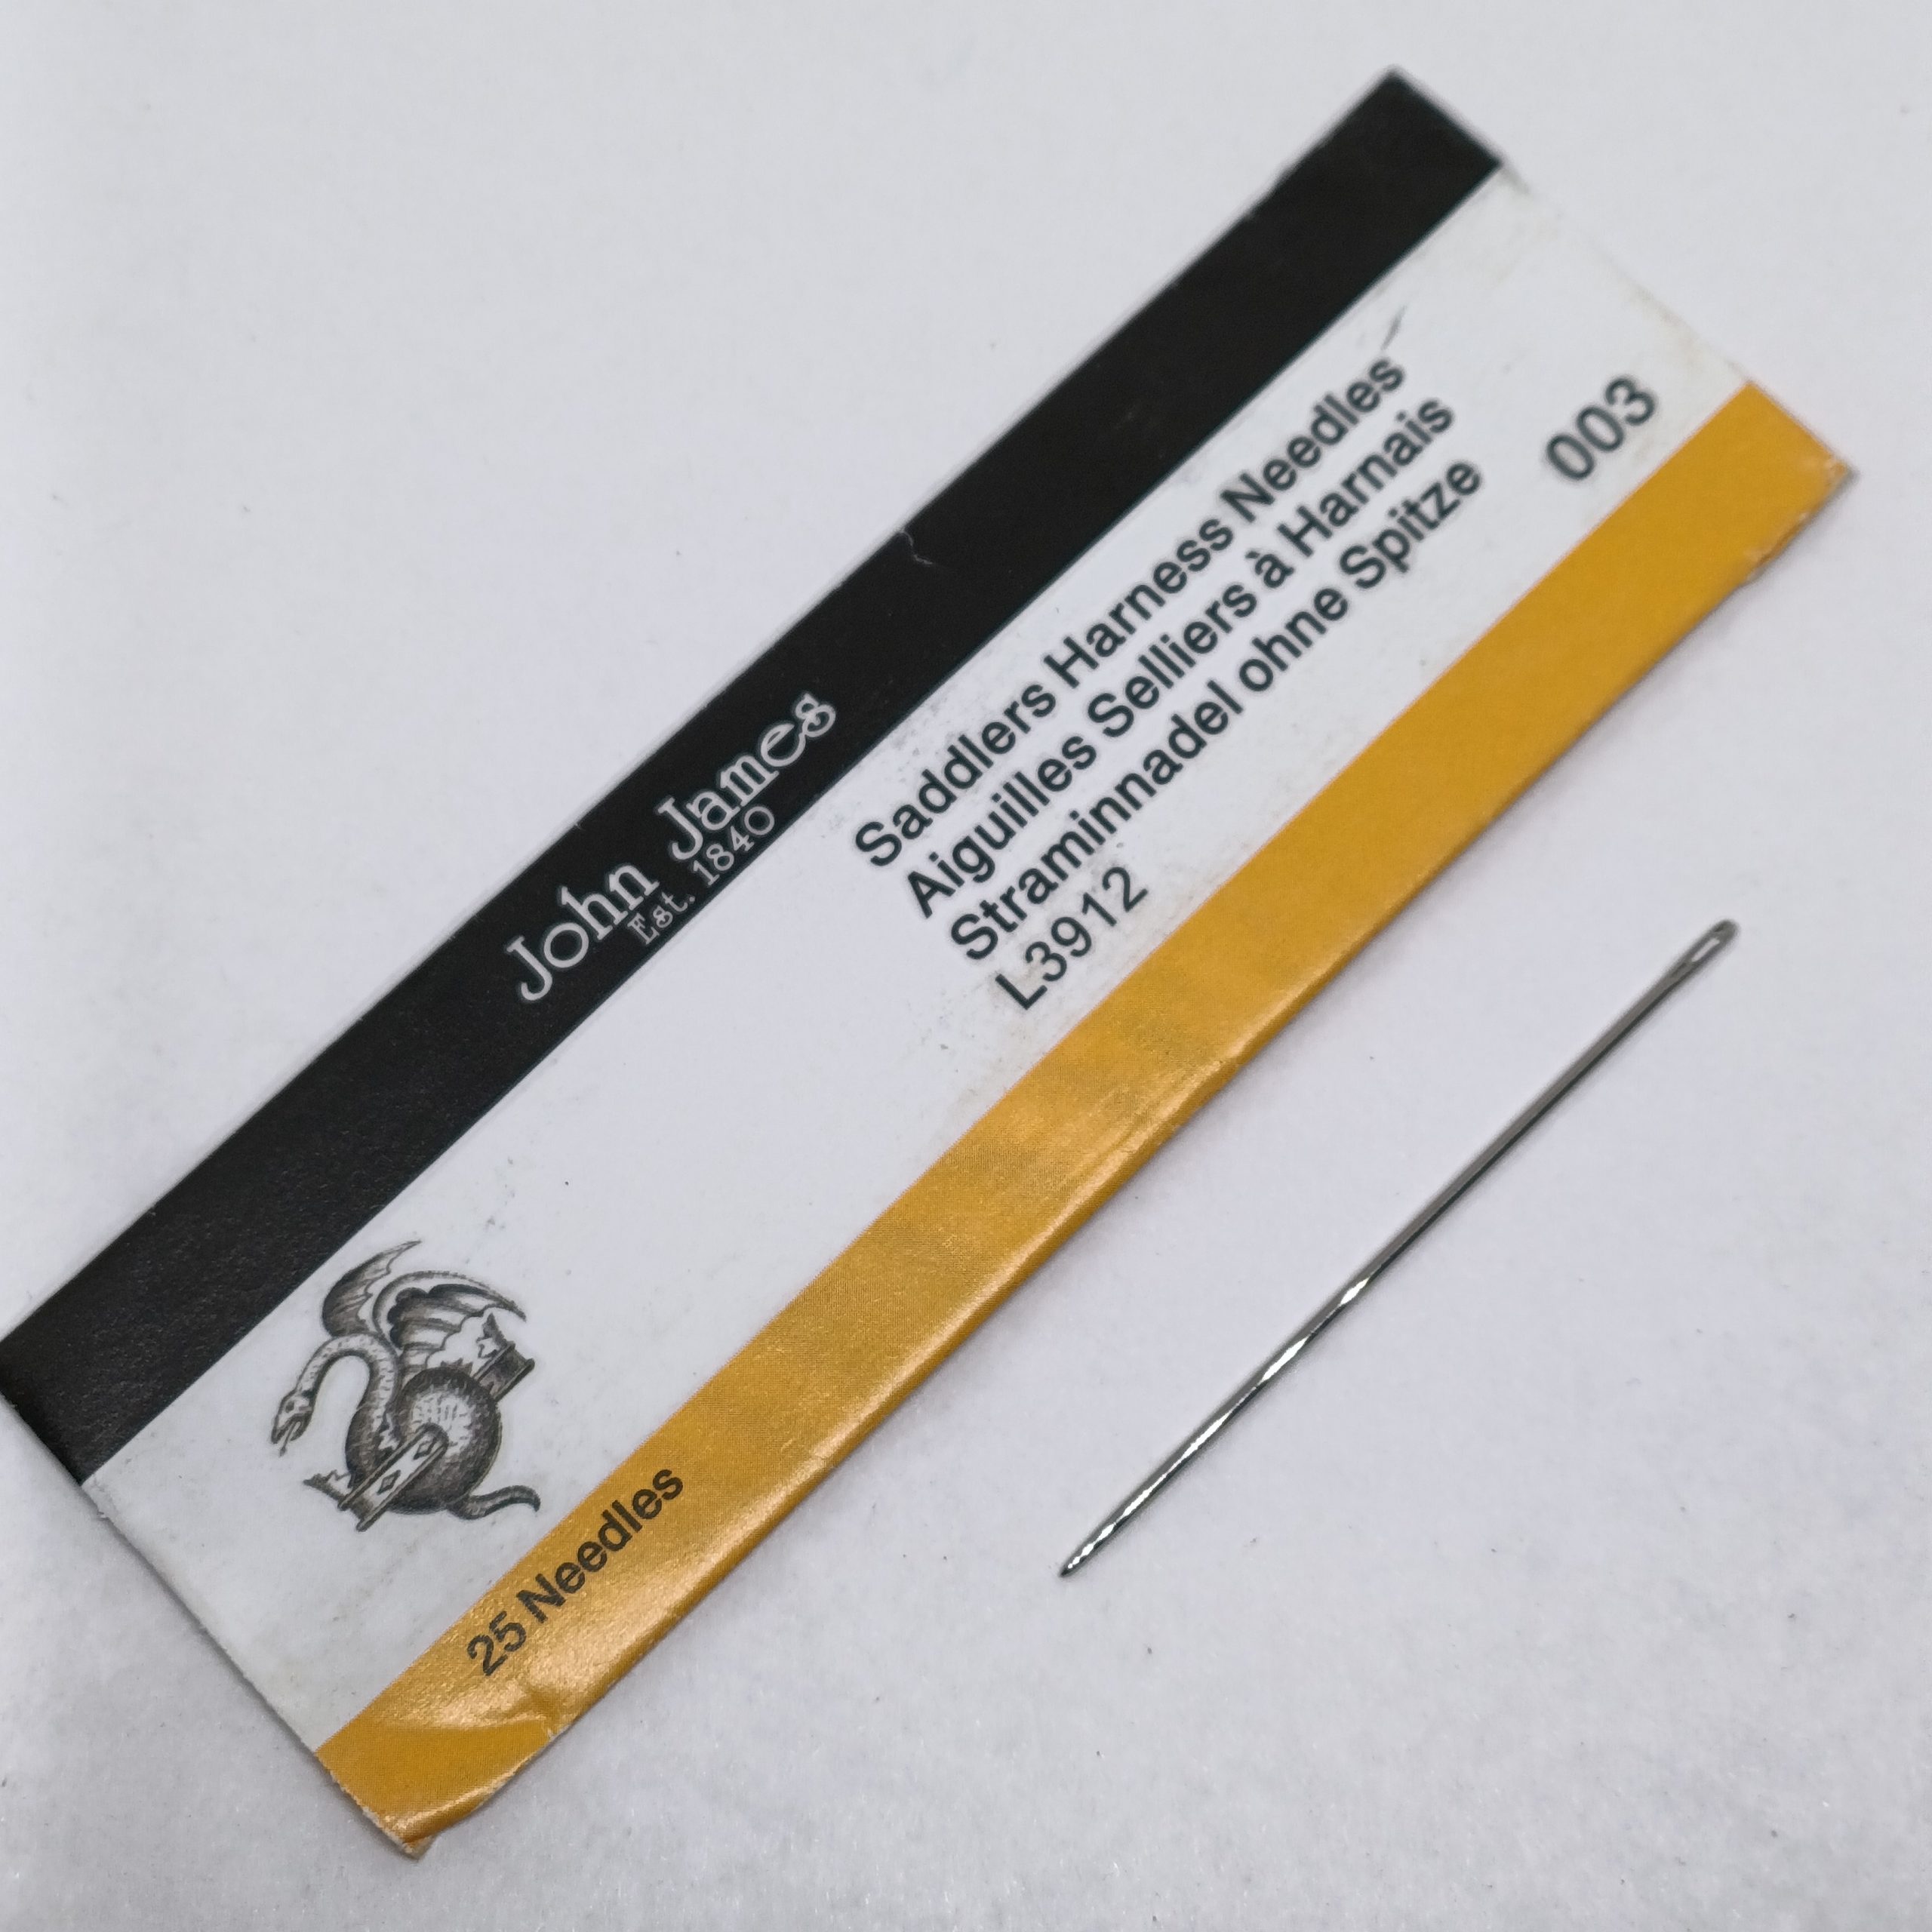 John James
Est. 1840
Saddlers Harness Needles
Aiguilles Selliers à Harnais
Straminnadel ohne Spitze
L3912
003
25 Needles